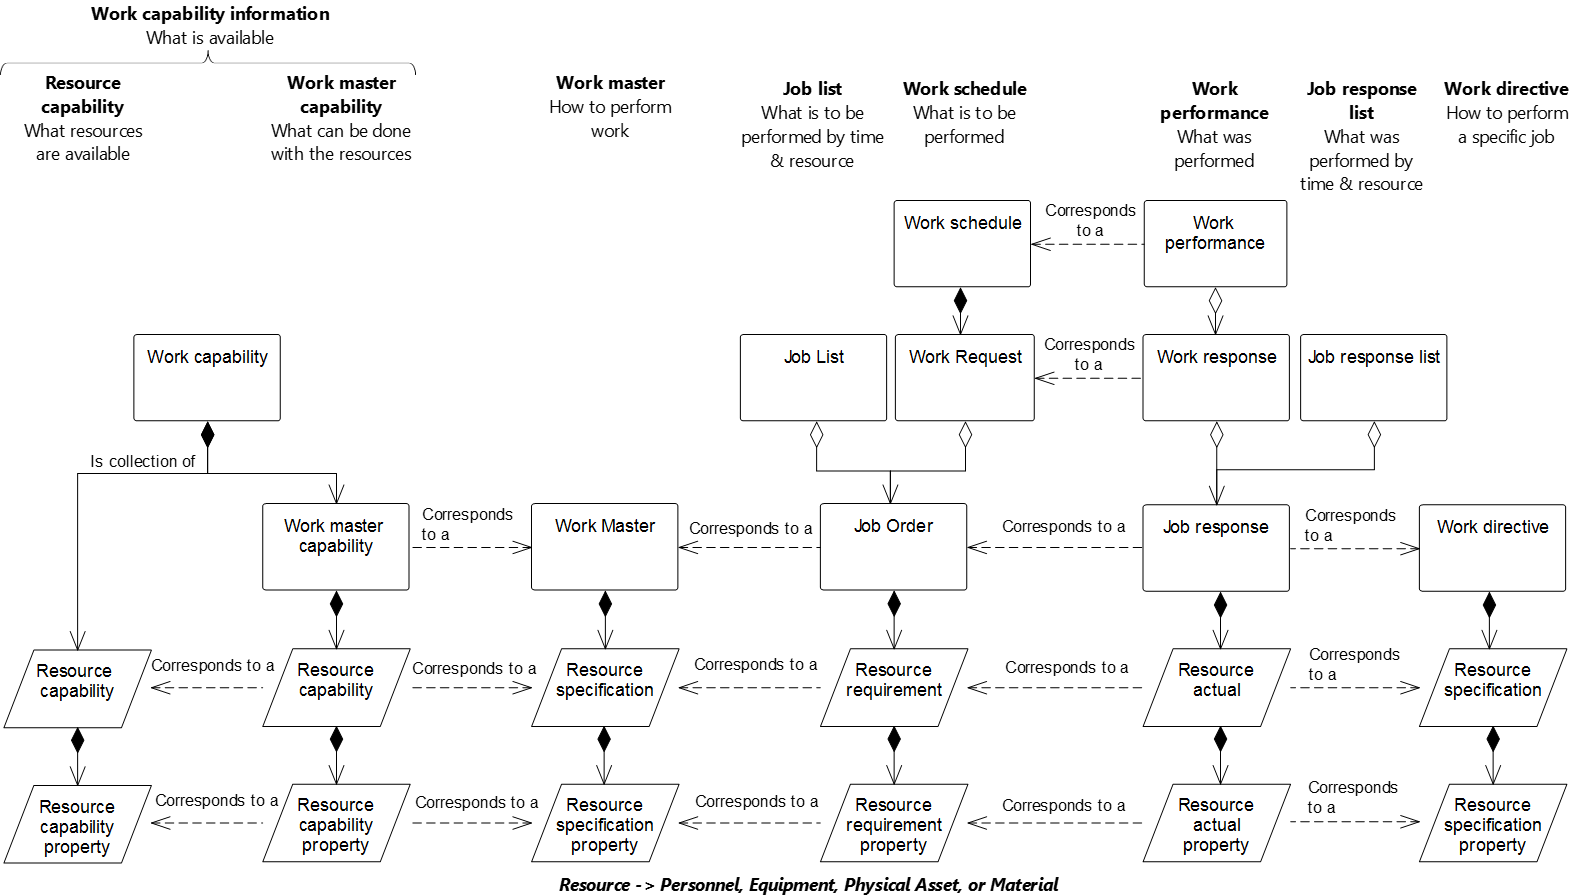 Work capability information
What is available
Resource
capability
What resources
are available
Work master
capability
What can be done
with the resources
Work master
How to perform
work
Job list
What is to be
performed by time
& resource
Work schedule
What is to be
performed
Work
performance
What was
performed
Job response
list
What was
performed by
time & resource
Work directive
How to perform
a specific job
Work schedule
Corresponds
to a
Work
performance
Work capability
Job List
Work Request
Corresponds
to a
Work response
Job response list
Is collection of
Work master
capability
Corresponds
to a
Work Master
Corresponds to a
Job Order
Corresponds to a
Job response
Corresponds
to a
Work directive
Resource
capability
Corresponds to a
Resource
capability
Corresponds to a
Resource
specification
Corresponds to a
Resource
requirement
Corresponds to a
Resource
actual
Corresponds
to a
Resource
specification
Resource
capability
property
Corresponds to a
Resource
capability
property
Corresponds to a
Resource
specification
property
Corresponds to a
Resource
requirement
property
Corresponds to a
Resource
actual
property
Corresponds
to a
Resource
specification
property
Resource -> Personnel, Equipment, Physical Asset, or Material